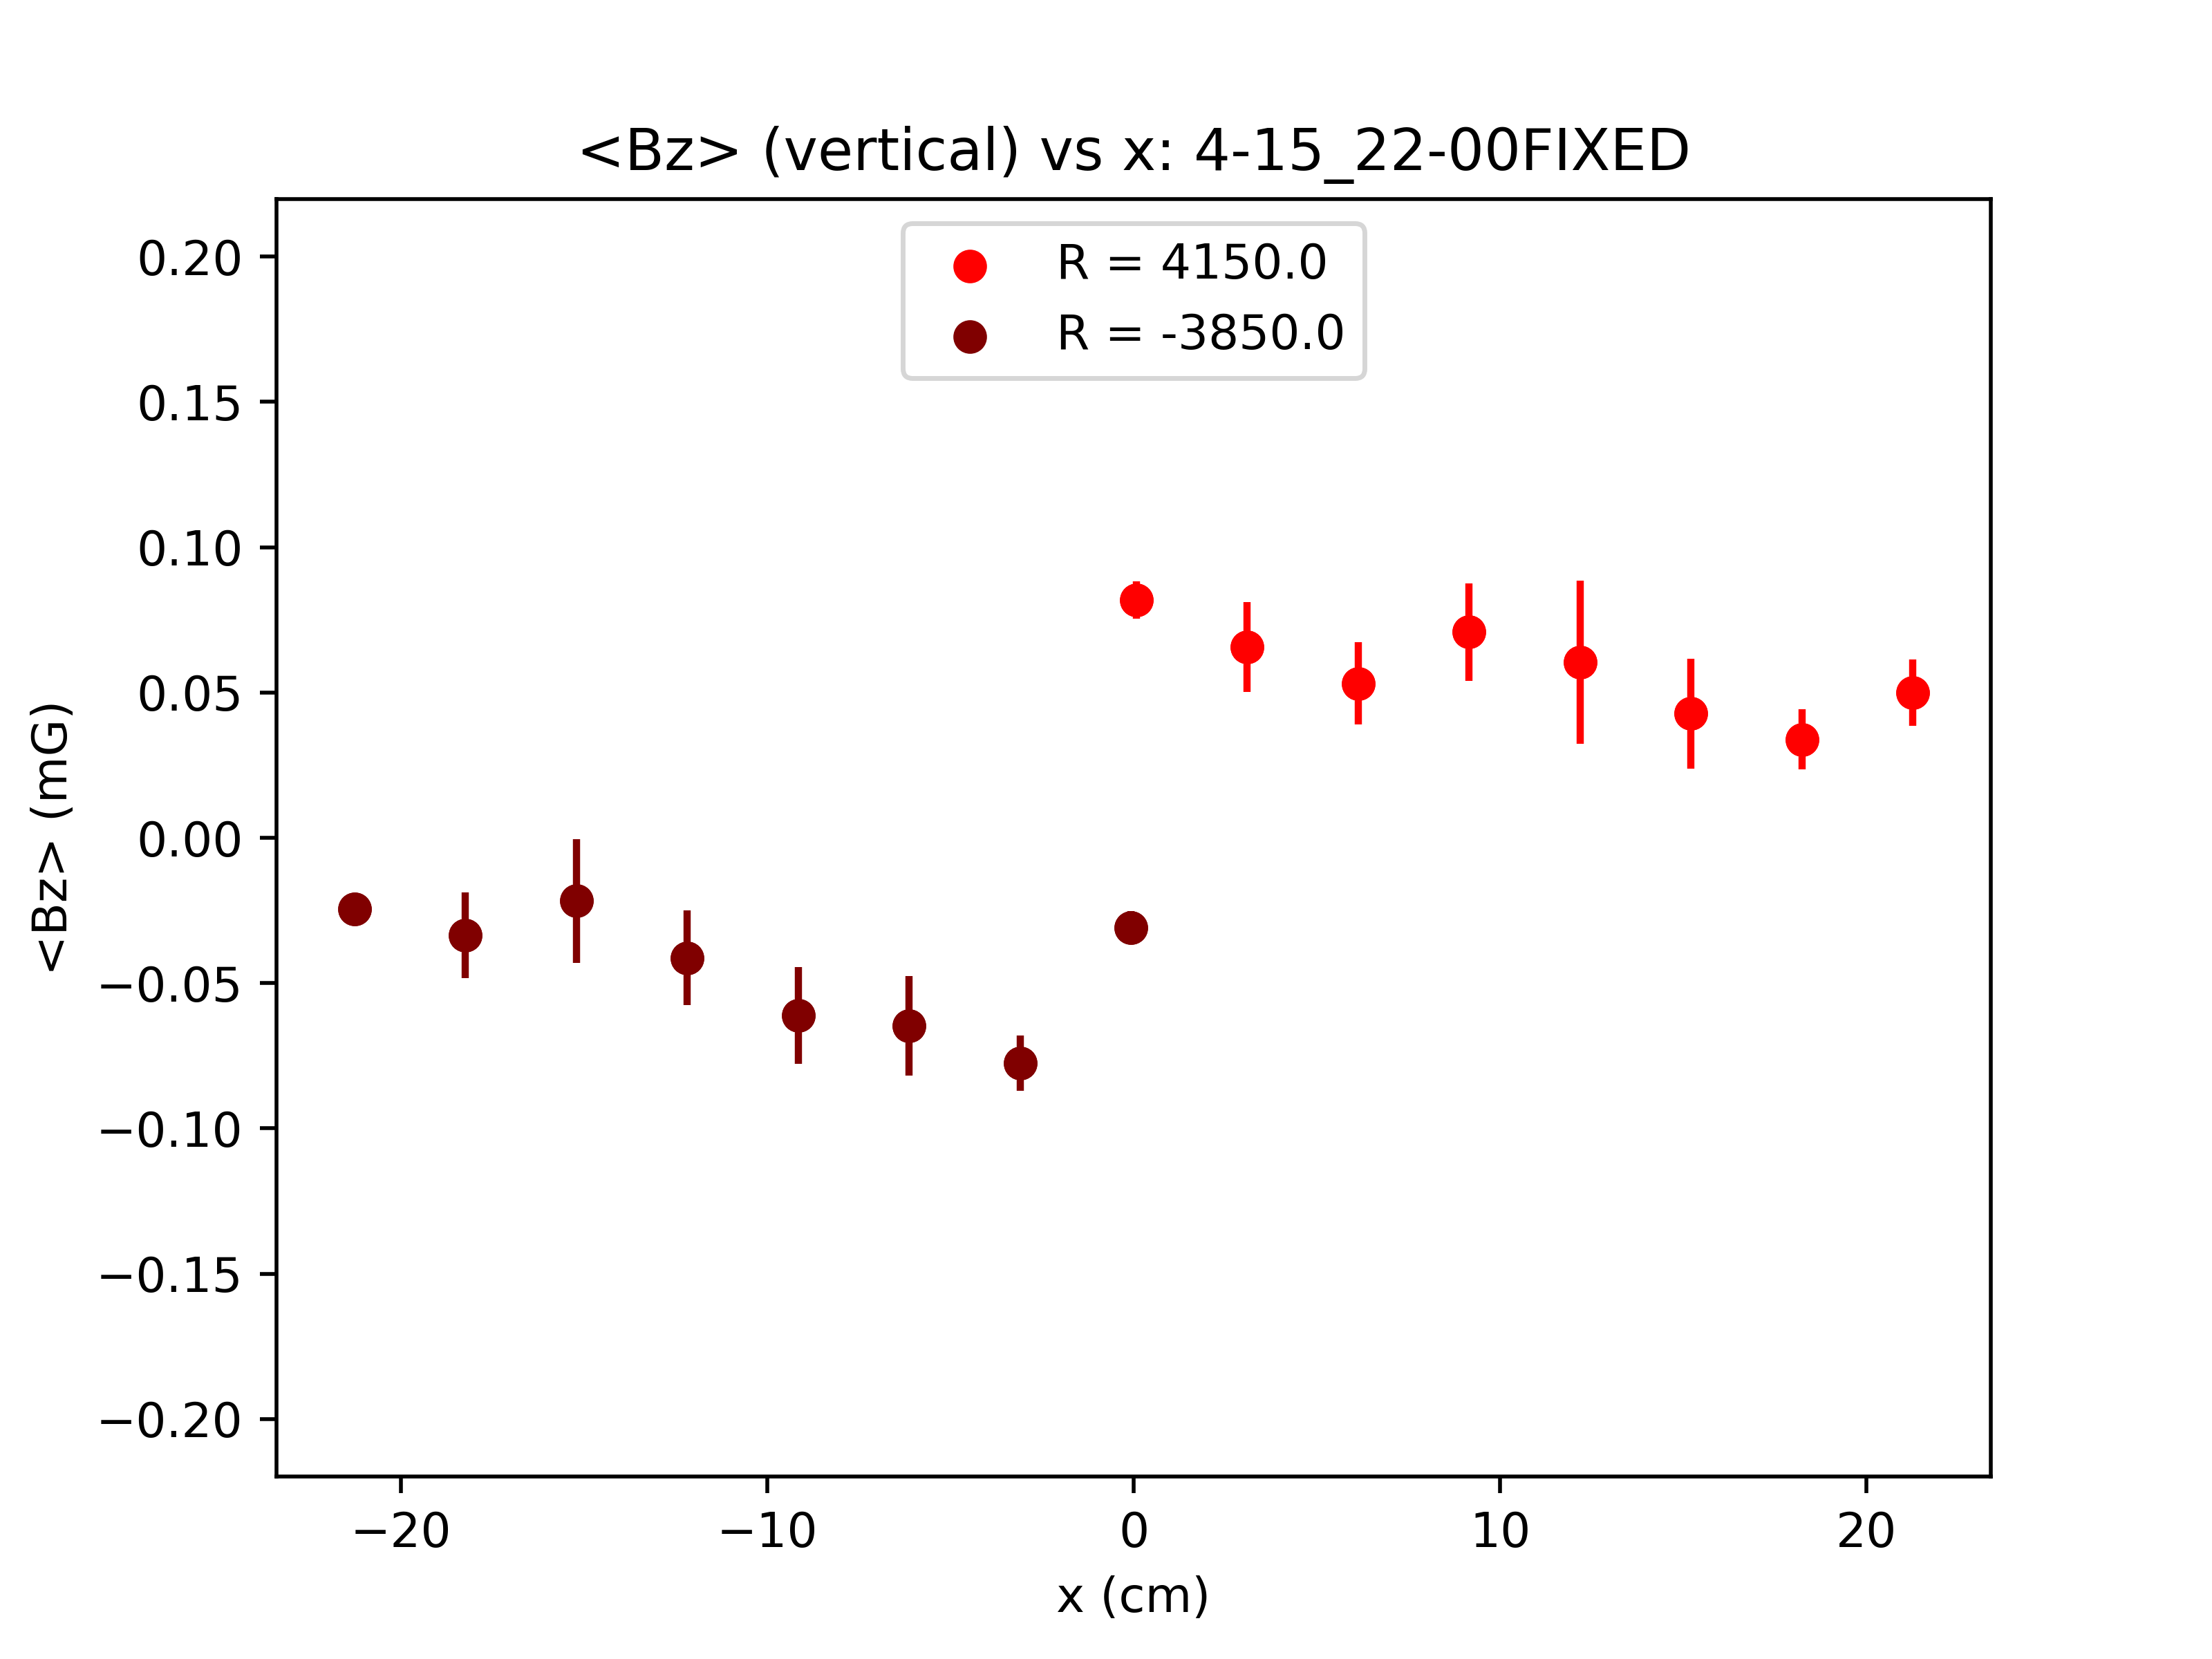 <Bz> (vertical) vs x: 4-15_22-00FIXED
R = 4150.0
R = -3850.0
0.20
0.15
0.10
0.05
0.00
−0.05
−0.10
−0.15
−0.20
<Bz> (mG)
−20 −10 0 10 20
x (cm)